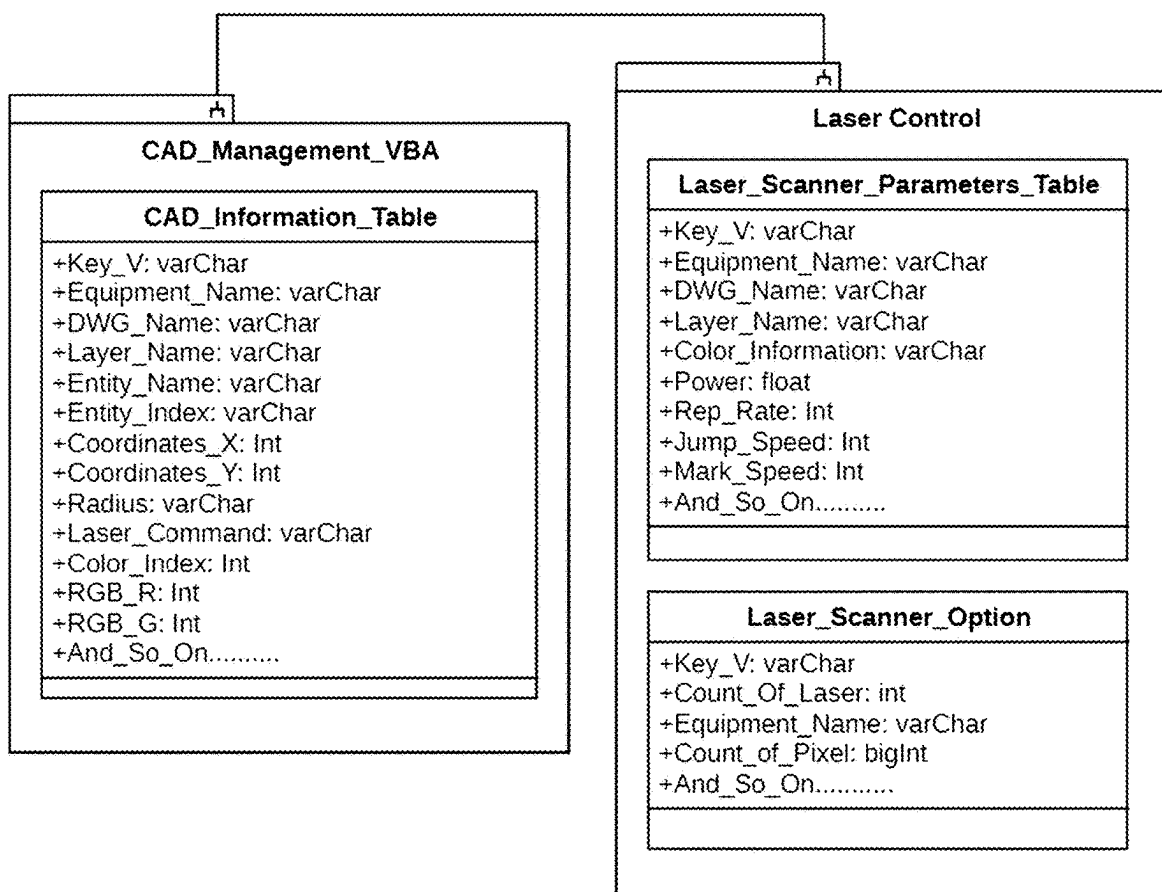 CAD_Management_VBA
CAD_Information_Table
+Key_V: varChar
+Equipment_Name: varChar
+DWG_Name: varChar
+Layer_Name: varChar
+Entity_Name: varChar
+Entity_Index: varChar
+Coordinates_X: Int
+Coordinates_Y: Int
+Radius: varChar
+Laser_Command: varChar
+Color_Index: Int
+RGB_R: Int
+RGB_G: Int
+And_So_On..........
Laser Control
Laser_Scanner_Parameters_Table
+Key_V: varChar
+Equipment_Name: varChar
+DWG_Name: varChar
+Layer_Name: varChar
+Color_Information: varChar
+Power: float
+Rep_Rate: Int
+Jump_Speed: Int
+Mark_Speed: Int
+And_So_On..........
Laser_Scanner_Option
+Key_V: varChar
+Count_Of_Laser: int
+Equipment_Name: varChar
+Count_of_Pixel: bigInt
+And_So_On...........